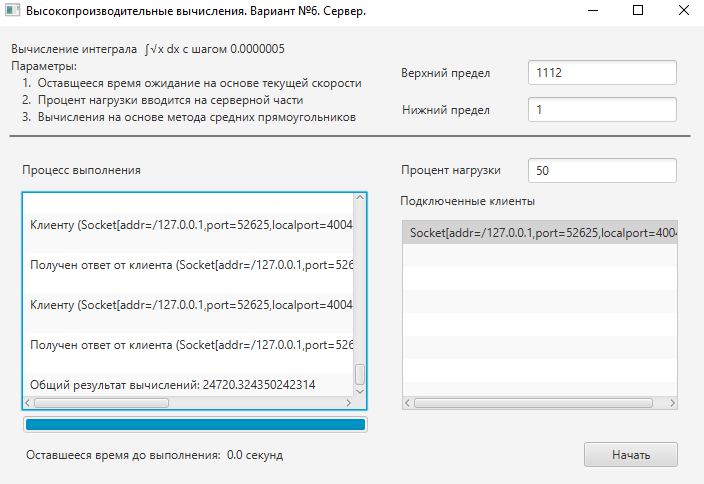 Высокопроизводительные вычисления. Вариант №6. Сервер.
Вычисление интеграла ∫√x dx с шагом 0.0000005
Параметры:
1. Оставщееся время ожидание на основе текущей скорости
2. Процент нагрузки вводится на серверной части
3. Вычисления на основе метода средних прямоугольников
Верхний предел 1112
Нижний предел 1
Процесс выполнения
Клиенту (Socket[addr=/127.0.0.1,port=52625,localport=4004
Получен ответ от клиента (Socket[addr=/127.0.0.1,port=526
Клиенту (Socket[addr=/127.0.0.1,port=52625,localport=4004
Получен ответ от клиента (Socket[addr=/127.0.0.1,port=526
Общий результат вычислений: 24720.324350242314
Оставшееся время до выполнения: 0.0 секунд
Процент нагрузки 50
Подключенные клиенты
Socket[addr=/127.0.0.1,port=52625,localport=4004
Начать